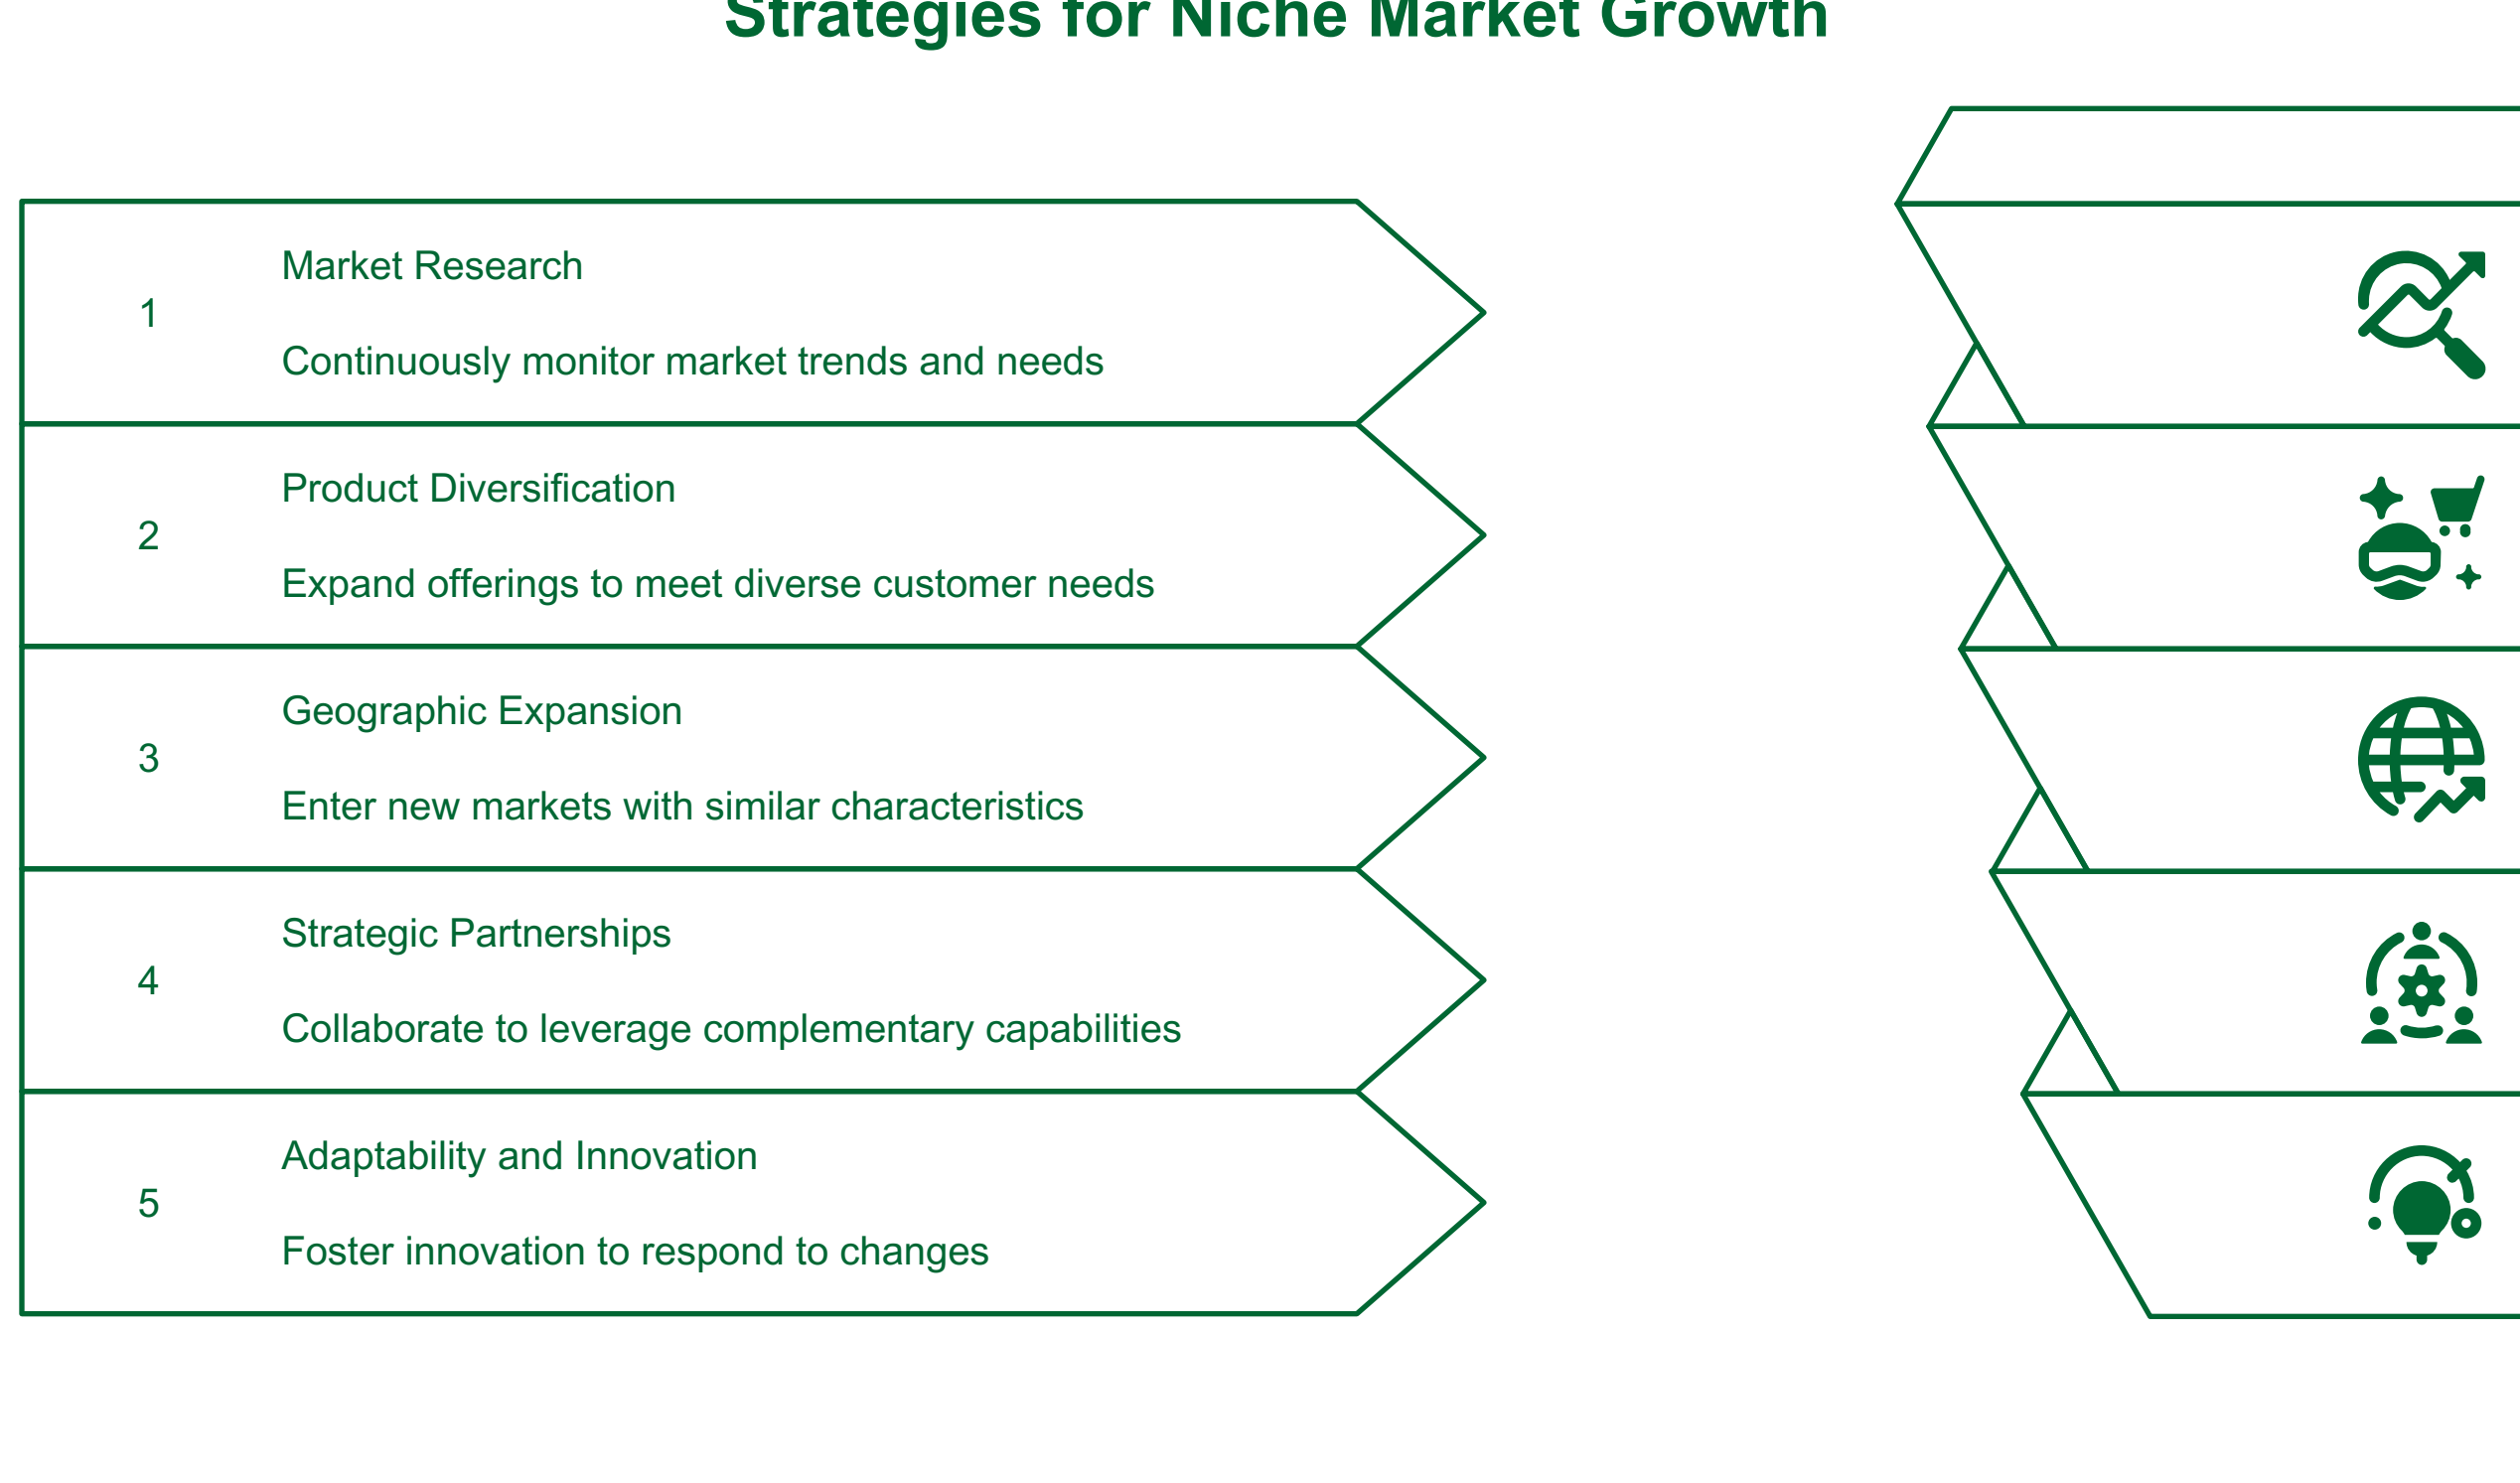 Strategies for Niche Market Growth
1
Market Research
Continuously monitor market trends and needs
2
Product Diversification
Expand offerings to meet diverse customer needs
3
Geographic Expansion
Enter new markets with similar characteristics
4
Strategic Partnerships
Collaborate to leverage complementary capabilities
5
Adaptability and Innovation
Foster innovation to respond to changes